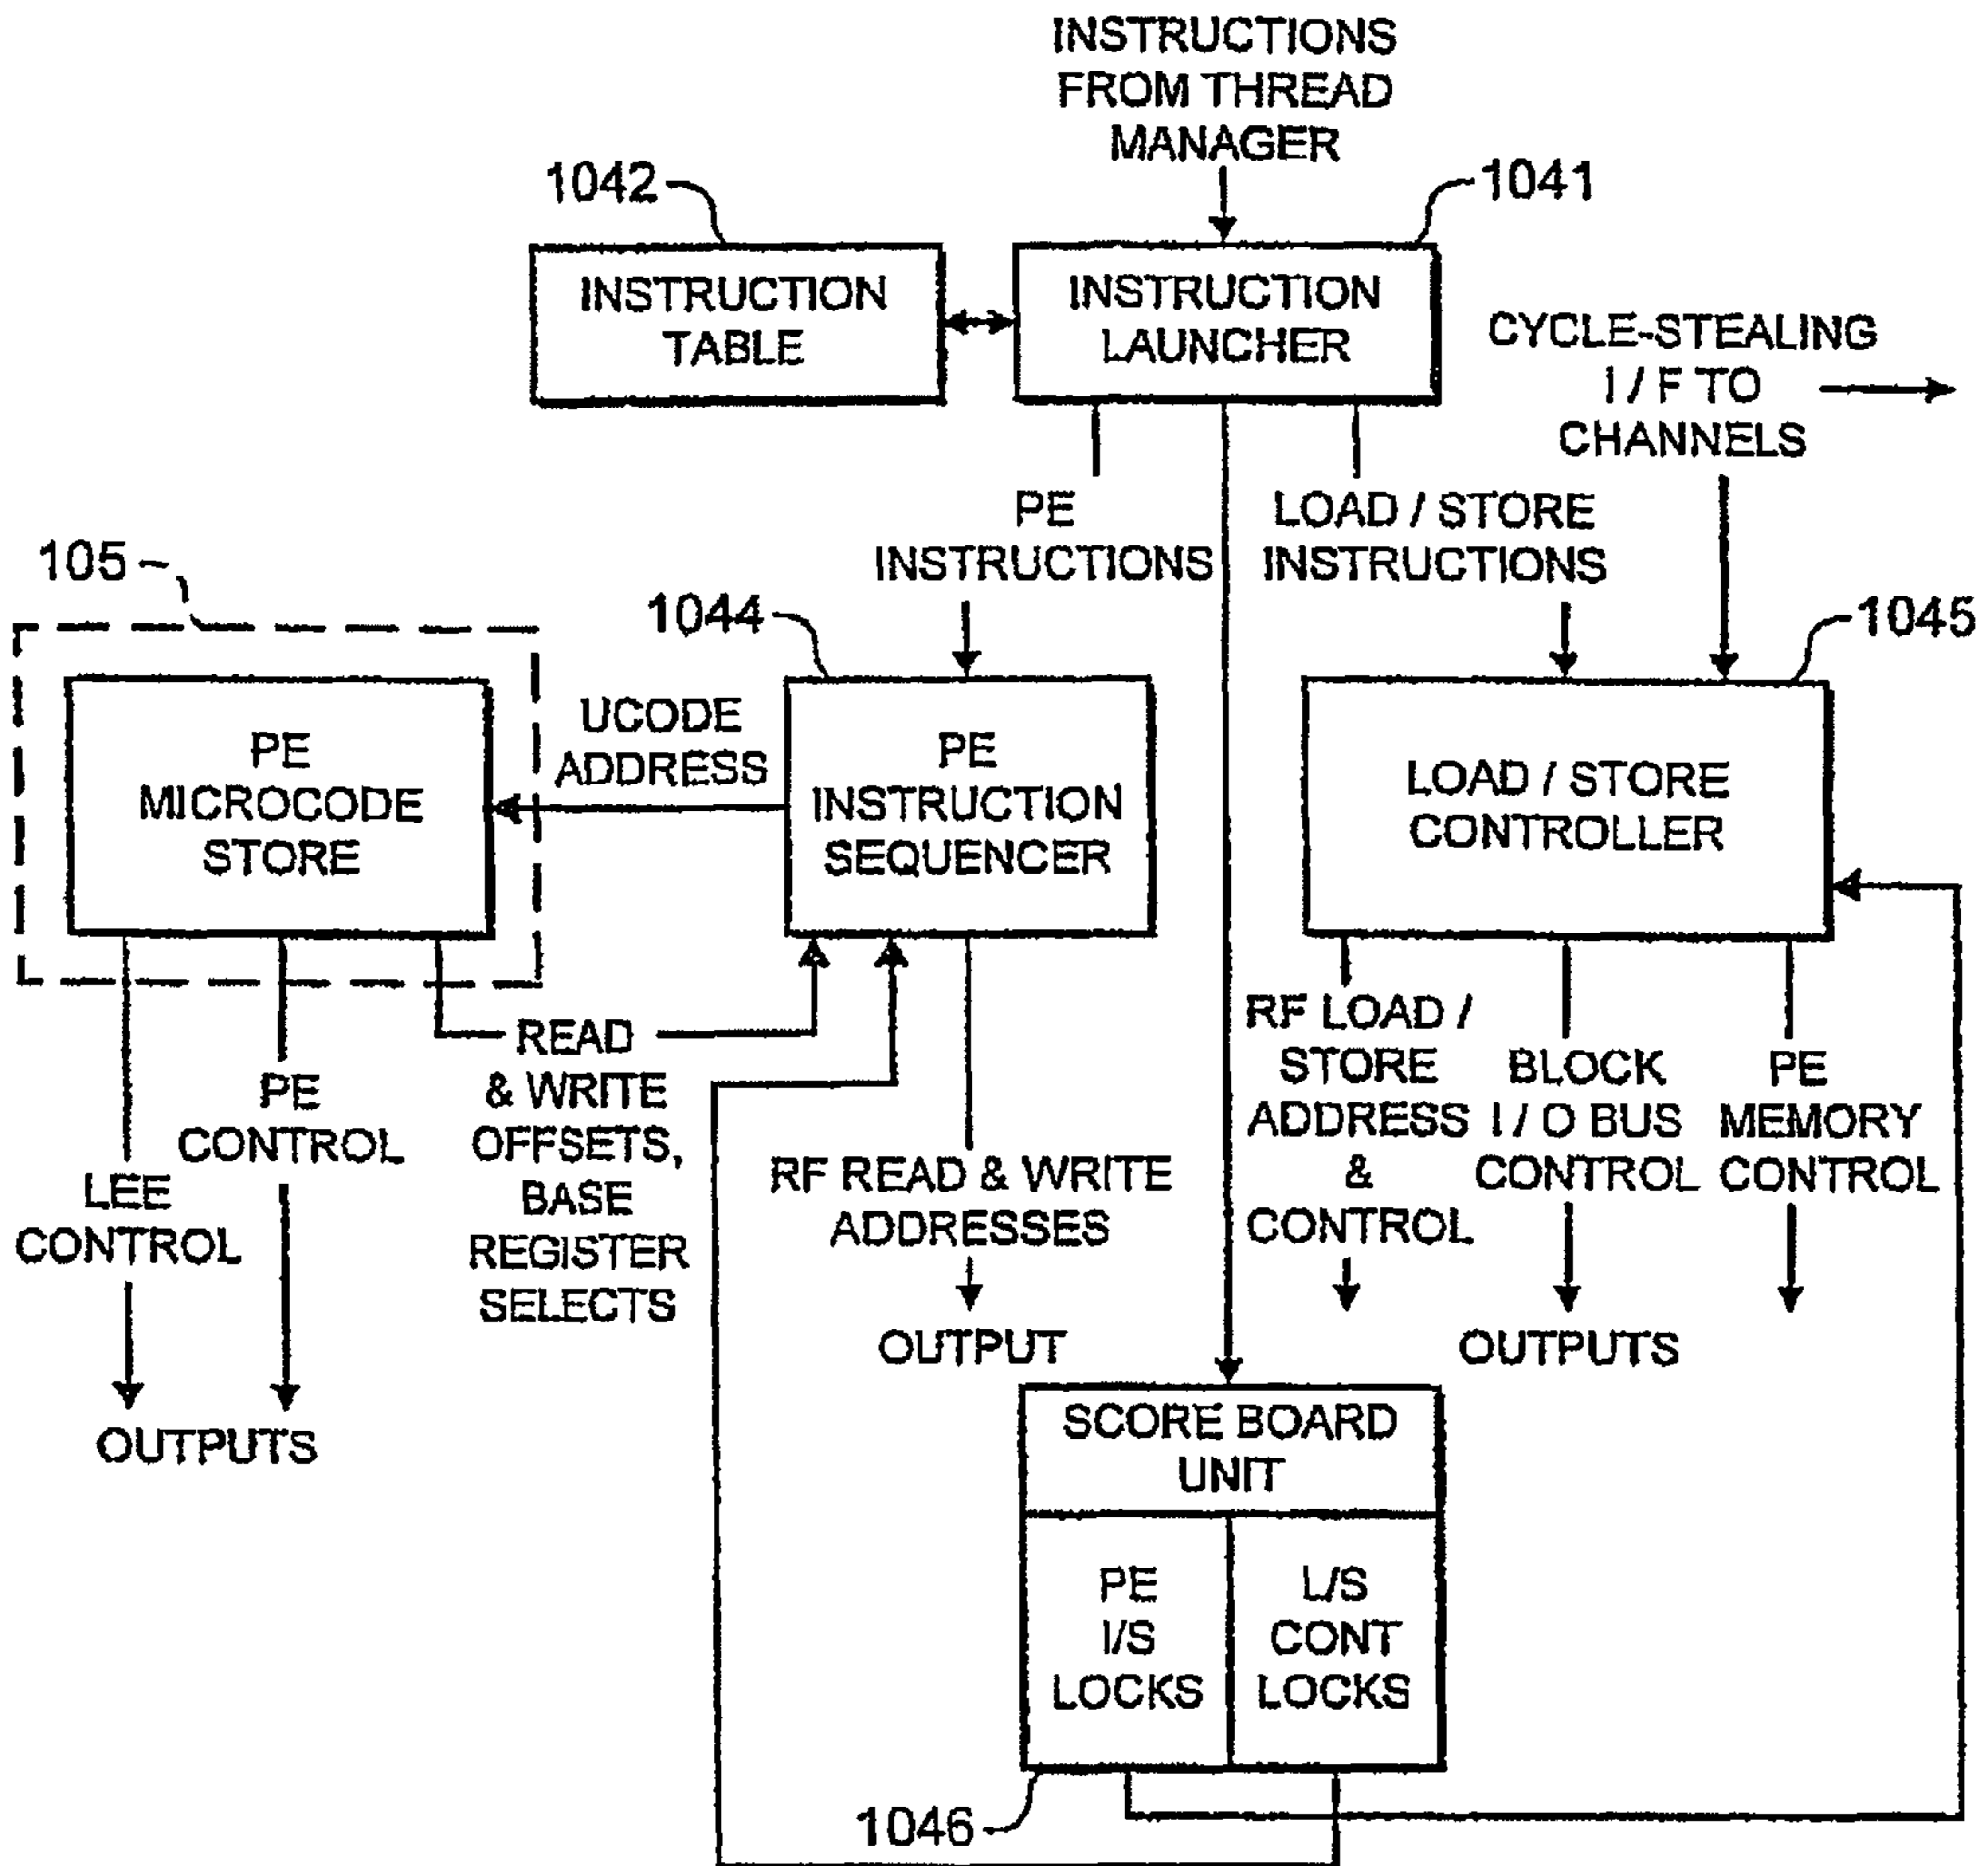 INSTRUCTIONS
FROM THREAD
MANAGER
1042
1041
INSTRUCTION
TABLE
INSTRUCTION
LAUNCHER
CYCLE-STEALING
I / F TO
CHANNELS
PE
INSTRUCTIONS
LOAD / STORE
INSTRUCTIONS
105
1044
1045
PE
MICROCODE
STORE
UCODE
ADDRESS
PE
INSTRUCTION
SEQUENCER
LOAD / STORE
CONTROLLER
LEE
CONTROL
PE
CONTROL
OUTPUTS
READ
& WRITE
OFFSETS,
BASE
REGISTER
SELECTS
RF READ & WRITE
ADDRESSES
OUTPUT
RF LOAD /
STORE
ADDRESS
&
CONTROL
BLOCK
I / O BUS
CONTROL
PE
MEMORY
CONTROL
OUTPUTS
SCORE BOARD
UNIT
PE
I/S
LOCKS
L/S
CONT
LOCKS
1046